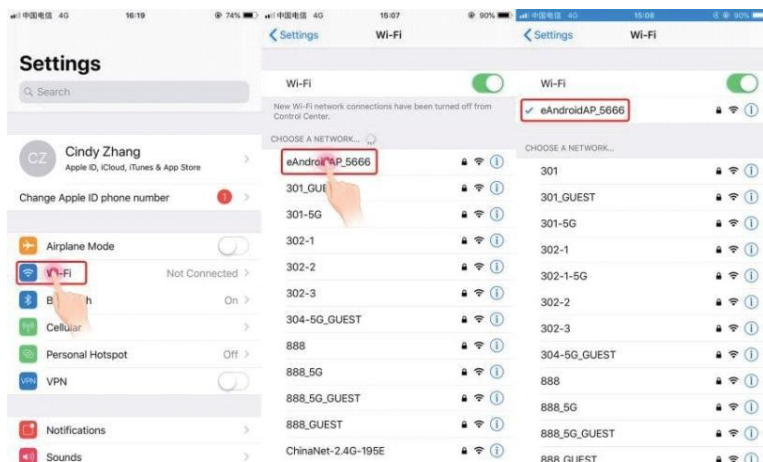 中国电信 4G 16:19 74%
Settings
Search
CZ
Cindy Zhang
Apple ID, iCloud, iTunes & App Store
Change Apple ID phone number 1
Airplane Mode
Wi-Fi Not Connected
On
Cellular
Personal Hotspot Off
VPN VPN
Notifications
Sounds
中国电信 4G 15:07 90%
Settings Wi-Fi
Wi-Fi
New Wi-Fi network connections have been turned off from
Control Center.
CHOOSE A NETWORK...
eAndroidAP_5666
301_GUE
301-5G
302-1
302-2
302-3
304-5G_GUEST
888
888_5G
888_5G_GUEST
888_GUEST
ChinaNet-2.4G-195E
中国电信 4G 15:08 90%
Settings Wi-Fi
Wi-Fi
eAndroidAP_5666
CHOOSE A NETWORK...
301
301_GUEST
301-5G
302-1
302-1-5G
302-2
302-3
304-5G_GUEST
888
888_5G
888_5G_GUEST
888_GUEST